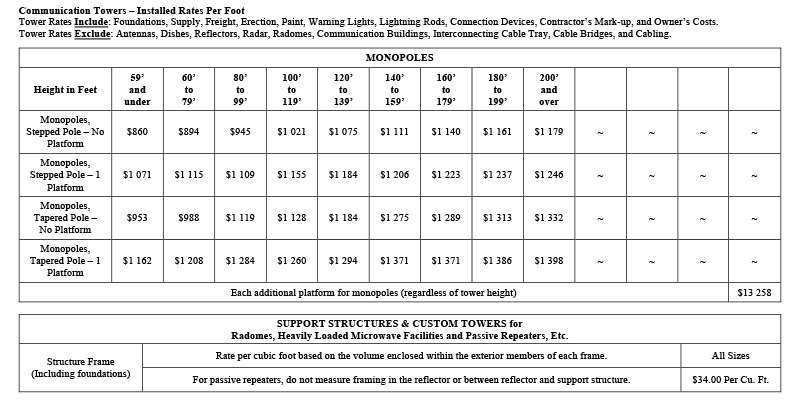 Communication Towers – Installed Rates Per Foot
Tower Rates Include: Foundations, Supply, Freight, Erection, Paint, Warning Lights, Lightning Rods, Connection Devices, Contractor's Mark-up, and Owner's Costs.
Tower Rates Exclude: Antennas, Dishes, Reflectors, Radar, Radomes, Communication Buildings, Interconnecting Cable Tray, Cable Bridges, and Cabling.
MONOPOLES
Height in Feet
59'
and
under
60'
to
79'
80'
to
99'
100'
to
119'
120'
to
139'
140'
to
159'
160'
to
179'
180'
to
199'
200'
and
over
Monopoles,
Stepped Pole – No
Platform
$860 $894 $945 $1 021 $1 075 $1 111 $1 140 $1 161 $1 179 ~ ~ ~ ~
Monopoles,
Stepped Pole – 1
Platform
$1 071 $1 115 $1 109 $1 155 $1 184 $1 206 $1 223 $1 237 $1 246 ~ ~ ~ ~
Monopoles,
Tapered Pole –
No Platform
$953 $988 $1 119 $1 128 $1 184 $1 275 $1 289 $1 313 $1 332 ~ ~ ~ ~
Monopoles,
Tapered Pole – 1
Platform
$1 162 $1 208 $1 284 $1 260 $1 294 $1 371 $1 371 $1 386 $1 398 ~ ~ ~ ~
Each additional platform for monopoles (regardless of tower height) $13 258
SUPPORT STRUCTURES & CUSTOM TOWERS for
Radomes, Heavily Loaded Microwave Facilities and Passive Repeaters, Etc.
Structure Frame
(Including foundations)
Rate per cubic foot based on the volume enclosed within the exterior members of each frame. All Sizes
For passive repeaters, do not measure framing in the reflector or between reflector and support structure. $34.00 Per Cu. Ft.